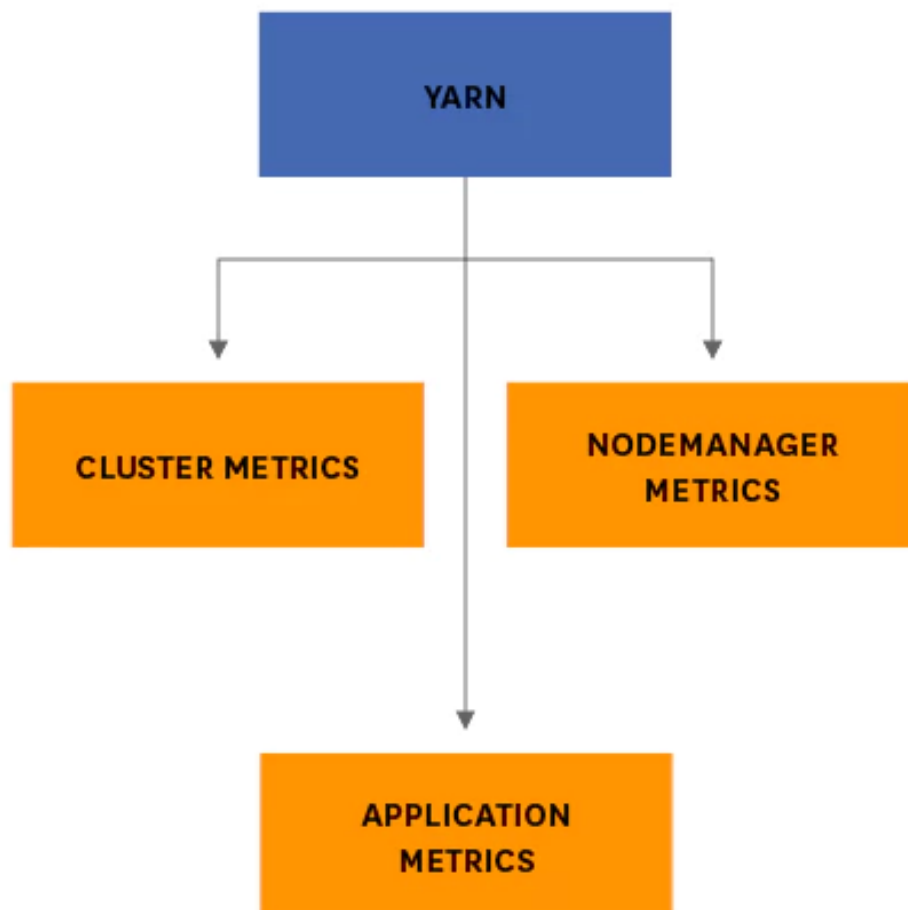 YARN
CLUSTER METRICS
NODEMANAGER
METRICS
APPLICATION
METRICS